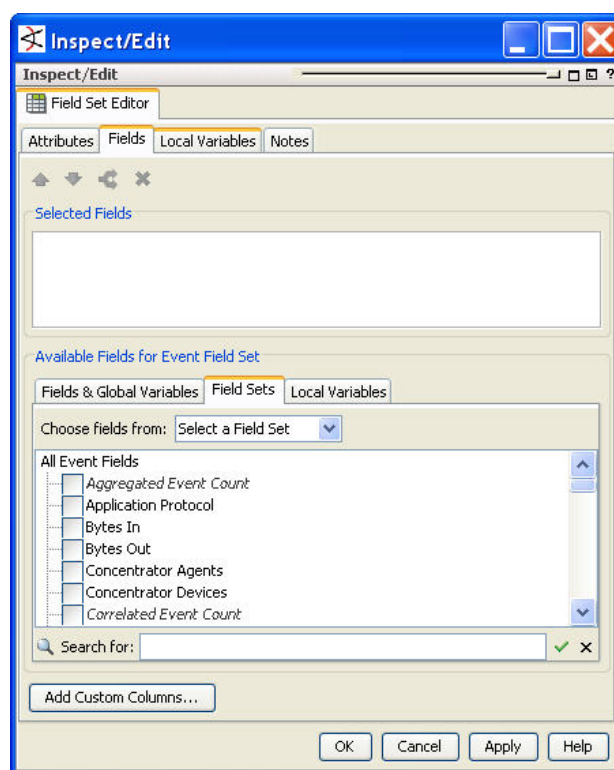 Inspect/Edit
Inspect/Edit
?
Field Set Editor
Attributes Fields Local Variables Notes
Selected Fields
Available Fields for Event Field Set
Fields & Global Variables Field Sets Local Variables
Choose fields from: Select a Field Set
All Event Fields
Aggregated Event Count
Application Protocol
Bytes In
Bytes Out
Concentrator Agents
Concentrator Devices
Correlated Event Count
Search for:
Add Custom Columns...
OK Cancel Apply Help